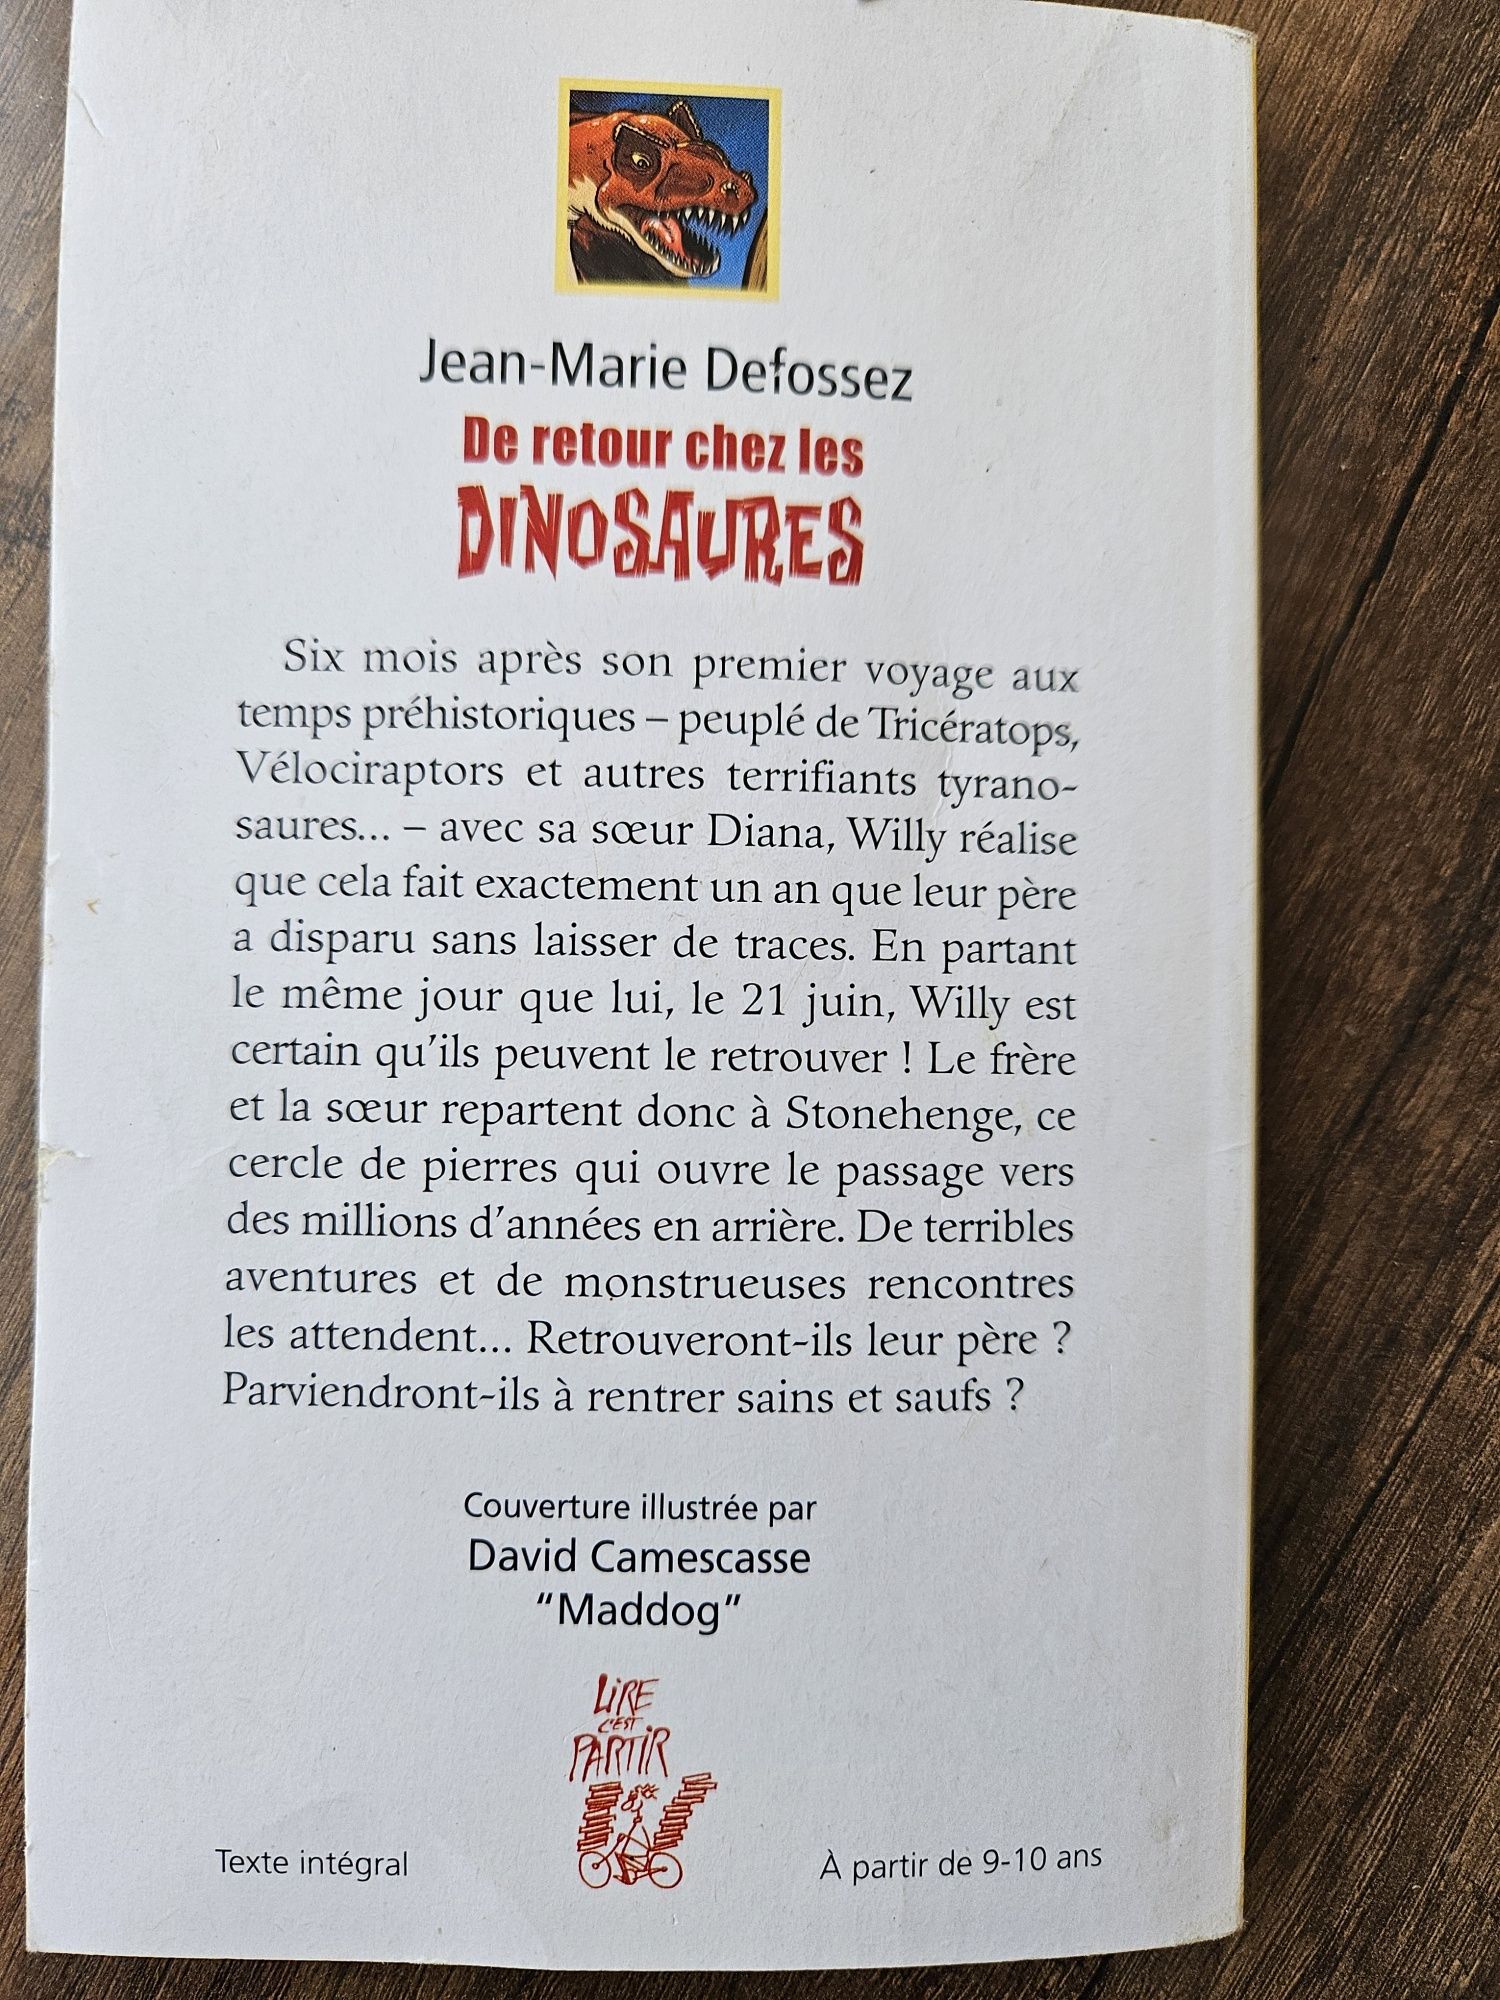 Jean-Marie Defossez
De retour chez les
DINOSAURES
Six mois après son premier voyage aux
temps préhistoriques – peuplé de Tricératops,
Vélociraptors et autres terrifiants tyrano-
saures... – avec sa sœur Diana, Willy réalise
que cela fait exactement un an que leur père
a disparu sans laisser de traces. En partant
le même jour que lui, le 21 juin, Willy est
certain qu'ils peuvent le retrouver ! Le frère
et la sœur repartent donc à Stonehenge, ce
cercle de pierres qui ouvre le passage vers
des millions d'années en arrière. De terribles
aventures et de monstrueuses rencontres
les attendent... Retrouveront-ils leur père ?
Parviendront-ils à rentrer sains et saufs ?
Couverture illustrée par
David Camescasse
“Maddog”
LIRE
C'EST
PARTIR
Texte intégral
À partir de 9-10 ans